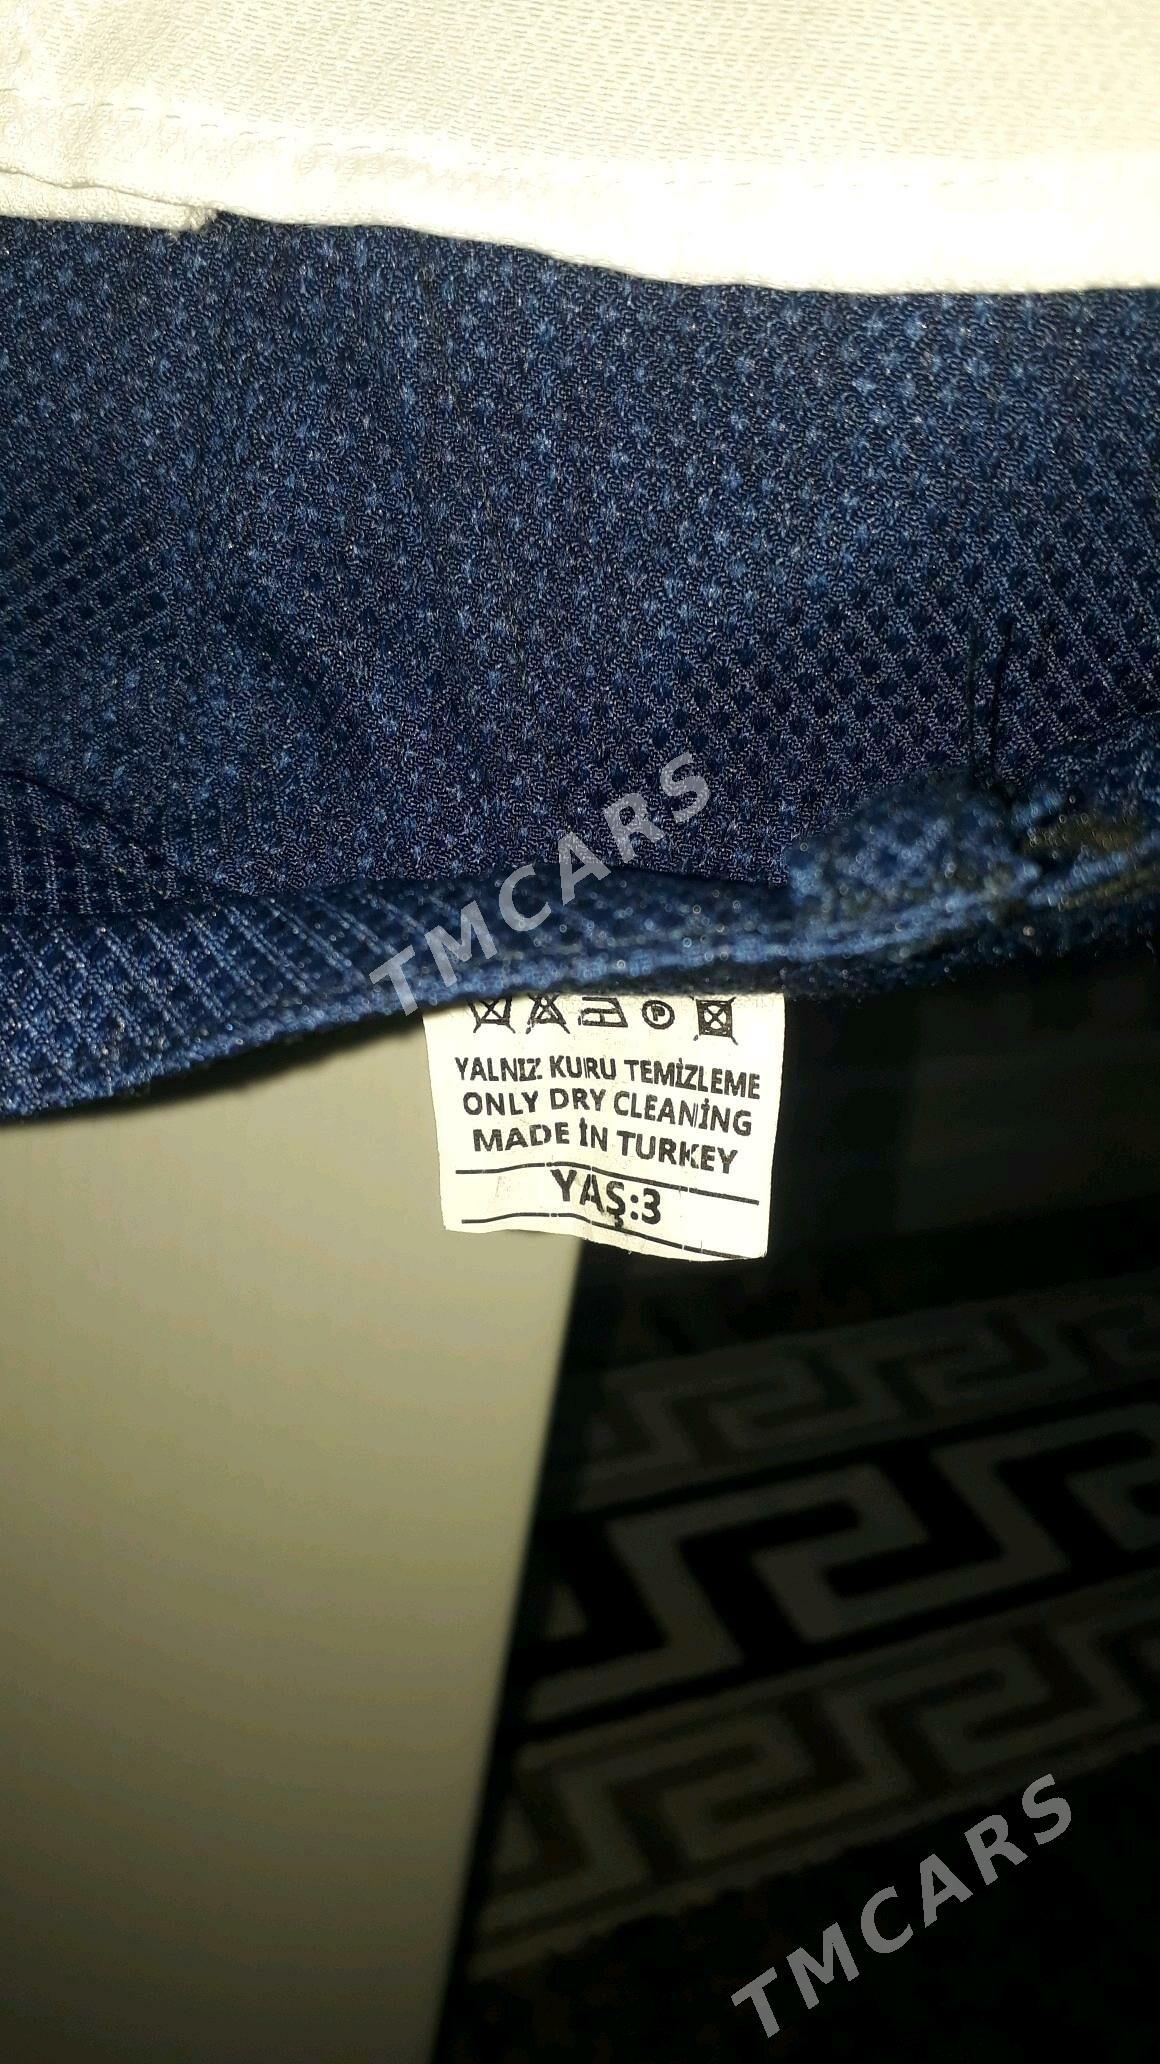 TMCARS
YALNIZ KURU TEMİZLEME
ONLY DRY CLEANİNG
MADE İN TURKEY
YAŞ:3
TMCARS